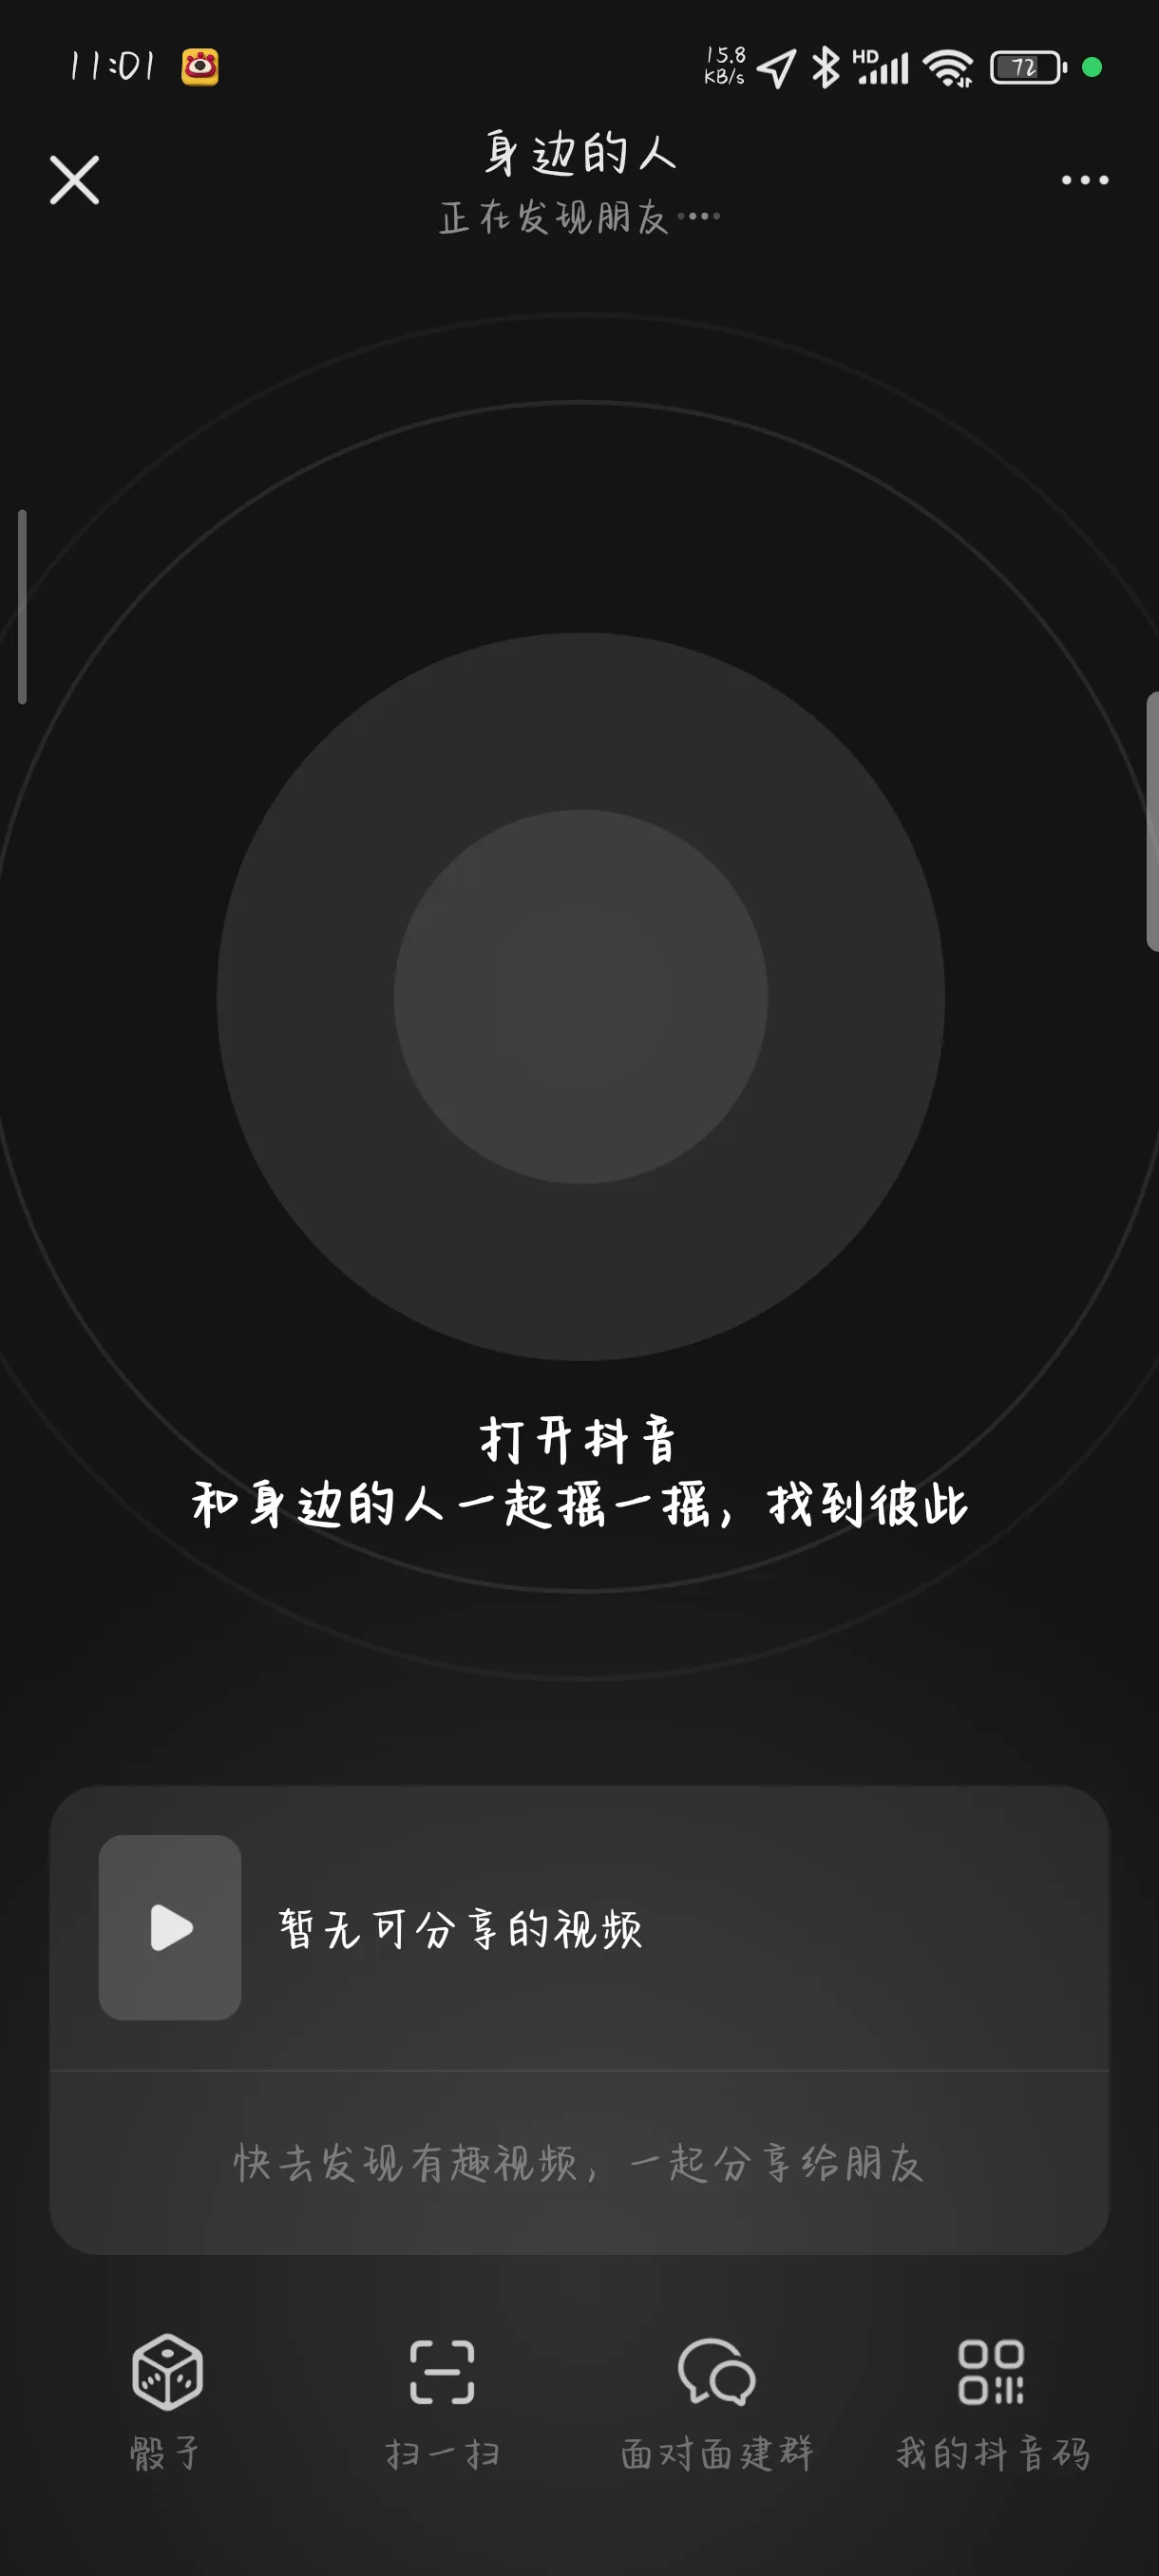 11:01
15.8 KB/s
HD
72
身边的人
正在发现朋友
打开抖音
和身边的人一起摇一摇，找到彼此
暂无可分享的视频
快去发现有趣视频，一起分享给朋友
骰子 扫一扫 面对面建群 我的抖音码